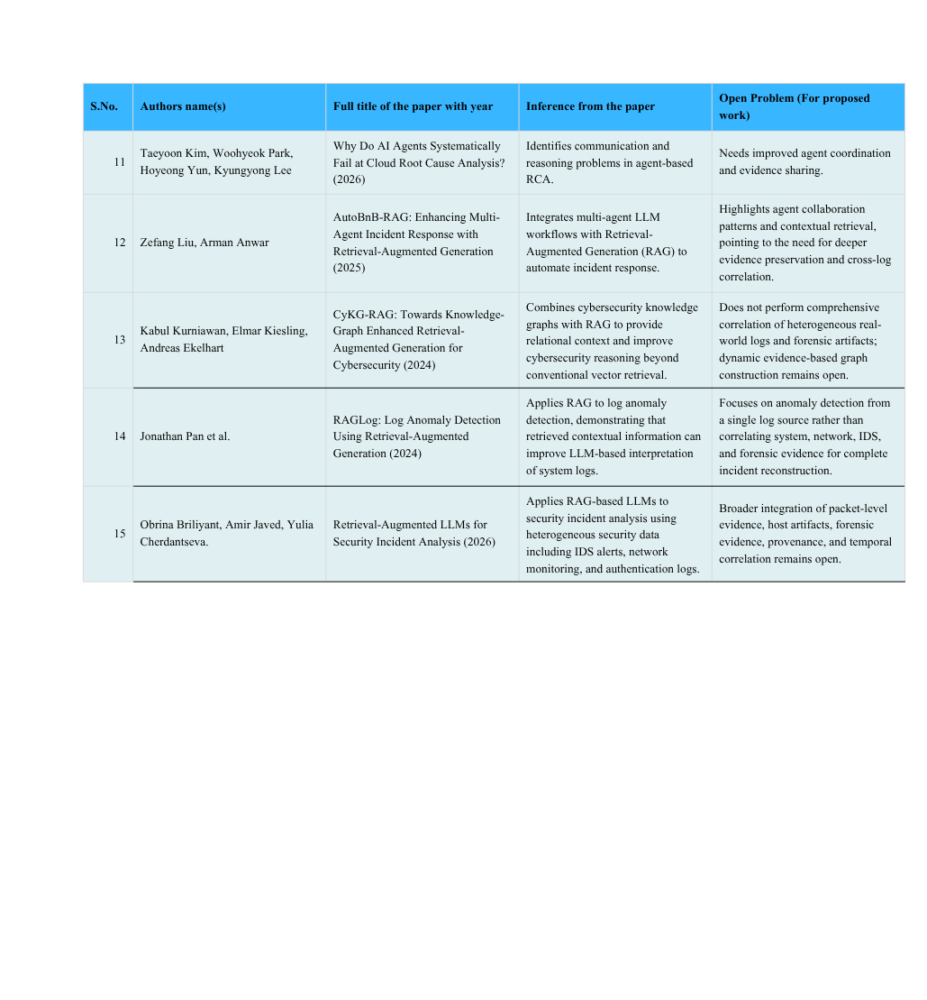 S.No.
Authors name(s)
Full title of the paper with year
Inference from the paper
Open Problem (For proposed
work)
11
Taeyoon Kim, Woohyeok Park,
Hoyeong Yun, Kyungyong Lee
Why Do AI Agents Systematically
Fail at Cloud Root Cause Analysis?
(2026)
Identifies communication and
reasoning problems in agent-based
RCA.
Needs improved agent coordination
and evidence sharing.
12
Zefang Liu, Arman Anwar
AutoBnB-RAG: Enhancing Multi-
Agent Incident Response with
Retrieval-Augmented Generation
(2025)
Integrates multi-agent LLM
workflows with Retrieval-
Augmented Generation (RAG) to
automate incident response.
Highlights agent collaboration
patterns and contextual retrieval,
pointing to the need for deeper
evidence preservation and cross-log
correlation.
13
Kabul Kurniawan, Elmar Kiesling,
Andreas Ekelhart
CyKG-RAG: Towards Knowledge-
Graph Enhanced Retrieval-
Augmented Generation for
Cybersecurity (2024)
Combines cybersecurity knowledge
graphs with RAG to provide
relational context and improve
cybersecurity reasoning beyond
conventional vector retrieval.
Does not perform comprehensive
correlation of heterogeneous real-
world logs and forensic artifacts;
dynamic evidence-based graph
construction remains open.
14
Jonathan Pan et al.
RAGLog: Log Anomaly Detection
Using Retrieval-Augmented
Generation (2024)
Applies RAG to log anomaly
detection, demonstrating that
retrieved contextual information can
improve LLM-based interpretation
of system logs.
Focuses on anomaly detection from
a single log source rather than
correlating system, network, IDS,
and forensic evidence for complete
incident reconstruction.
15
Obrina Briliyant, Amir Javed, Yulia
Cherdantseva.
Retrieval-Augmented LLMs for
Security Incident Analysis (2026)
Applies RAG-based LLMs to
security incident analysis using
heterogeneous security data
including IDS alerts, network
monitoring, and authentication logs.
Broader integration of packet-level
evidence, host artifacts, forensic
evidence, provenance, and temporal
correlation remains open.